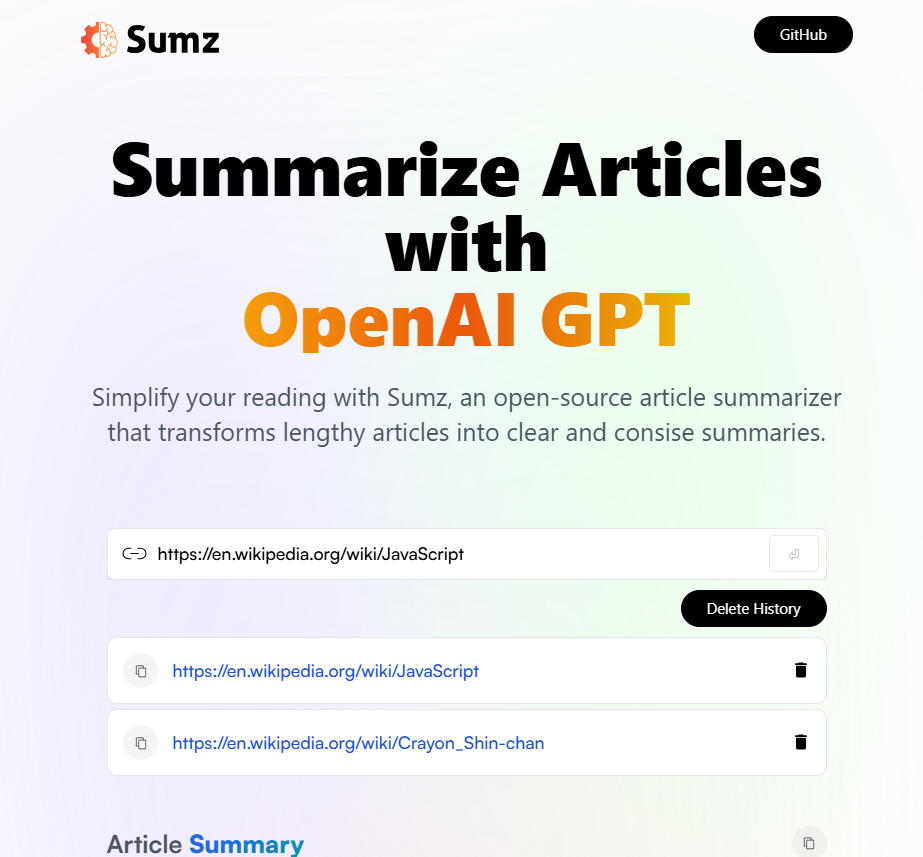 Sumz
GitHub
Summarize Articles
with
OpenAI GPT
Simplify your reading with Sumz, an open-source article summarizer
that transforms lengthy articles into clear and consise summaries.
https://en.wikipedia.org/wiki/JavaScript
Delete History
https://en.wikipedia.org/wiki/JavaScript
https://en.wikipedia.org/wiki/Crayon_Shin-chan
Article Summary